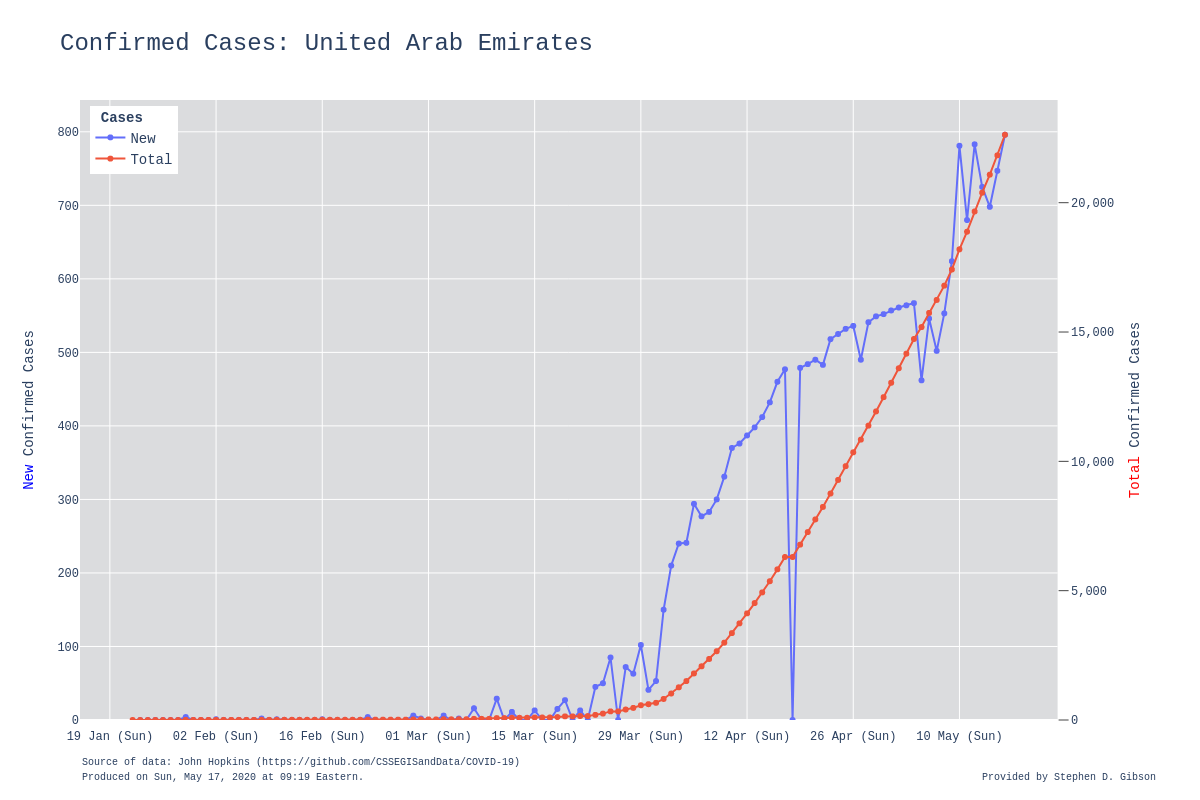 Confirmed Cases: United Arab Emirates
Cases
New
Total
800
700
600
500
400
300
200
100
0
20,000
15,000
10,000
5,000
0
New Confirmed Cases
Total Confirmed Cases
19 Jan (Sun) 02 Feb (Sun) 16 Feb (Sun) 01 Mar (Sun) 15 Mar (Sun) 29 Mar (Sun) 12 Apr (Sun) 26 Apr (Sun) 10 May (Sun)
Source of data: John Hopkins (https://github.com/CSSEGISandData/COVID-19)
Produced on Sun, May 17, 2020 at 09:19 Eastern.
Provided by Stephen D. Gibson